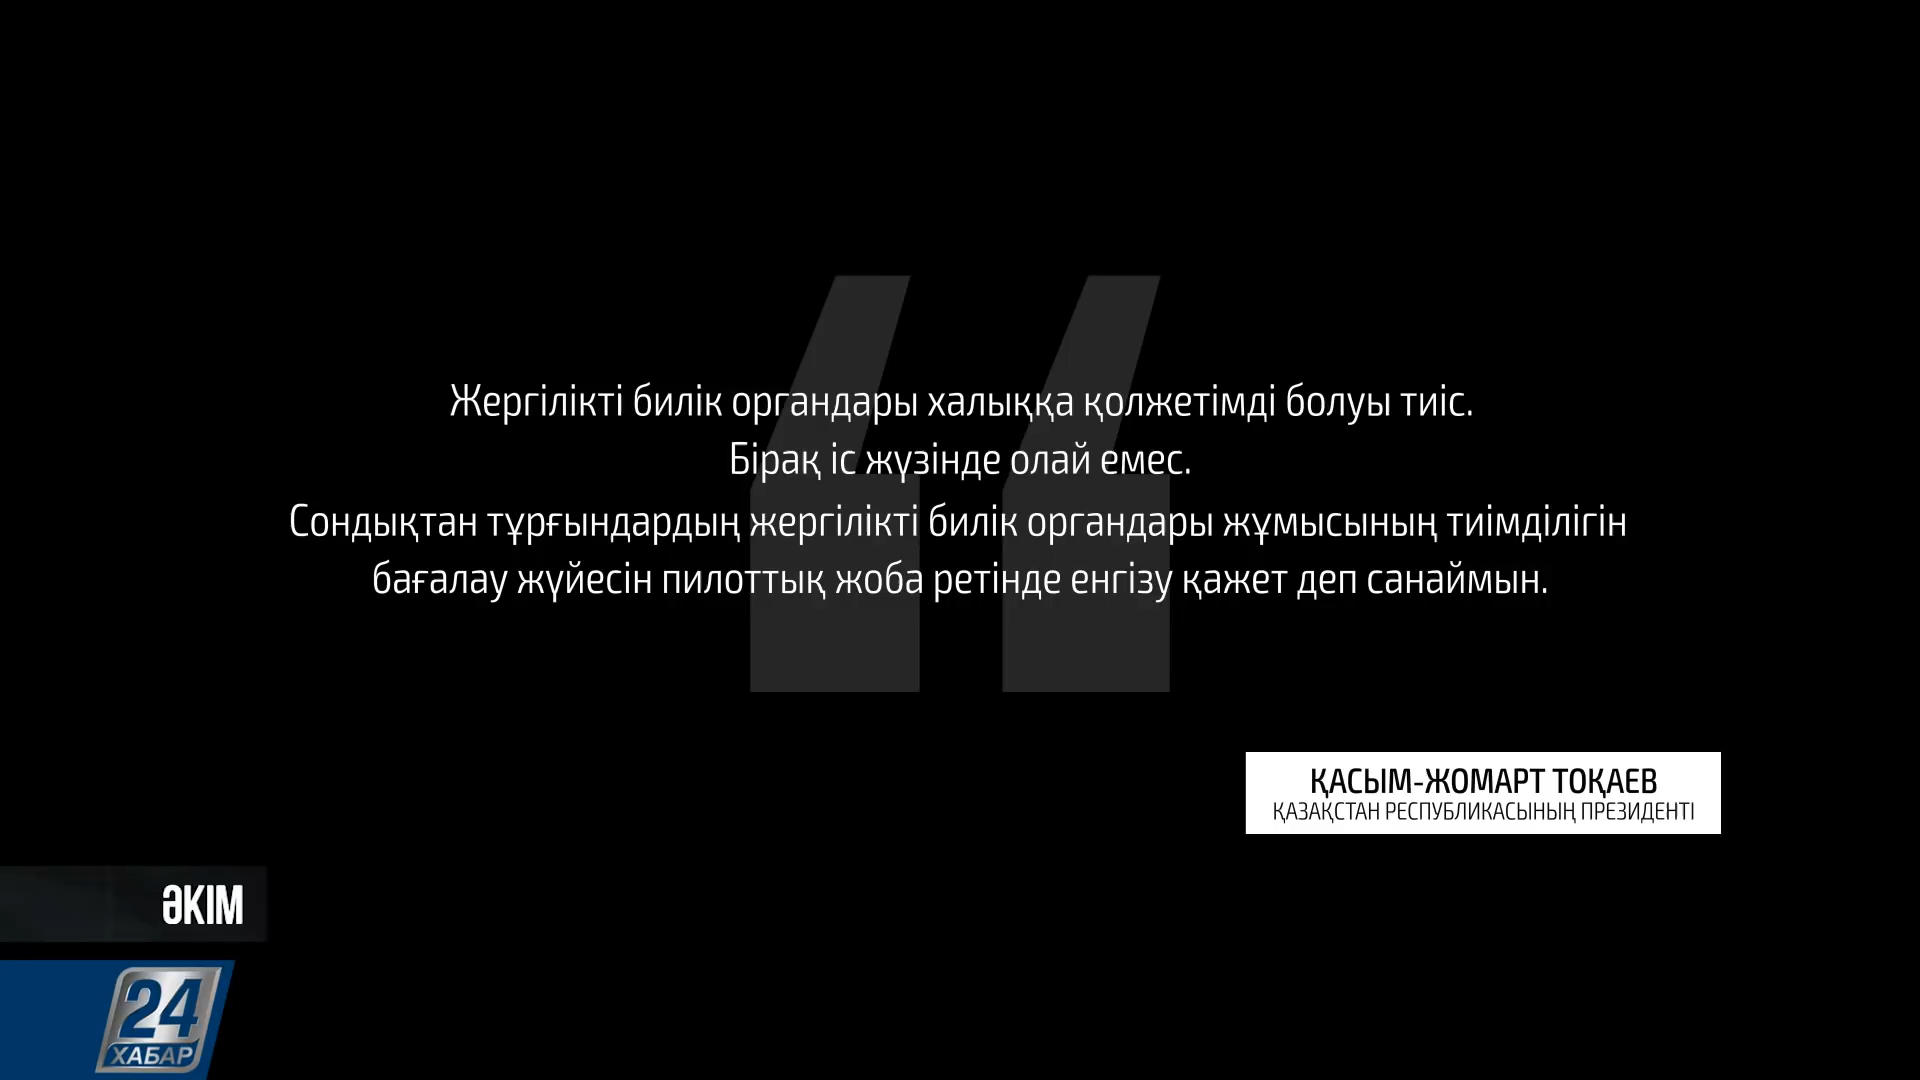 Жергілікті билік органдары халыққа қолжетімді болуы тиіс.
Бірақ іс жүзінде олай емес.
Сондықтан тұрғындардың жергілікті билік органдары жұмысының тиімділігін
бағалау жүйесін пилоттық жоба ретінде енгізу қажет деп санаймын.
ҚАСЫМ-ЖОМАРТ ТОҚАЕВ
ҚАЗАҚСТАН РЕСПУБЛИКАСЫНЫҢ ПРЕЗИДЕНТІ
ӘКІМ
24
ХАБАР